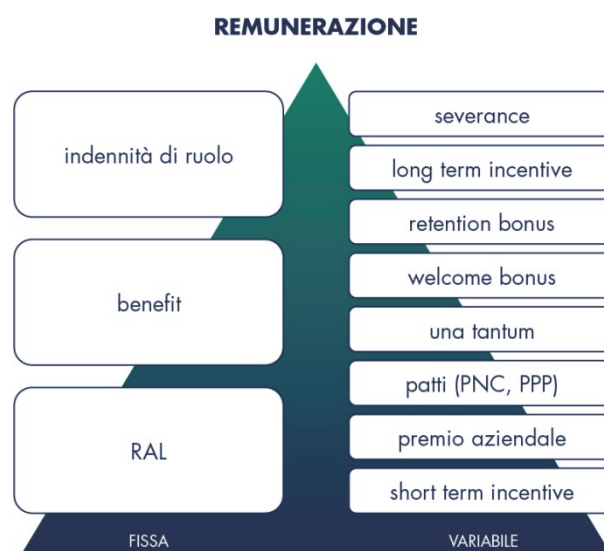 REMUNERAZIONE
indennità di ruolo
benefit
RAL
FISSA
severance
long term incentive
retention bonus
welcome bonus
una tantum
patti (PNC, PPP)
premio aziendale
short term incentive
VARIABILE